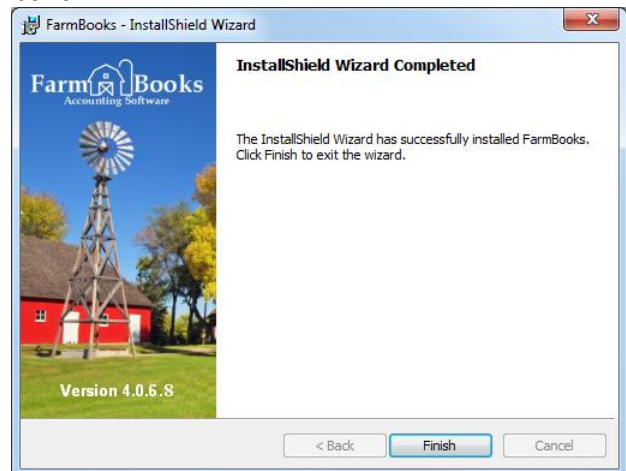 FarmBooks - InstallShield Wizard
Farm Books
Accounting Software
InstallShield Wizard Completed
The InstallShield Wizard has successfully installed FarmBooks.
Click Finish to exit the wizard.
Version 4.0.6.8
< Back
Finish
Cancel